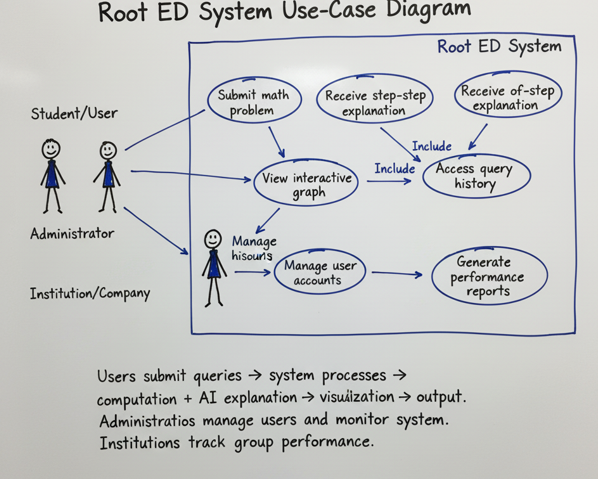 Root ED System Use-Case Diagram
Root ED System
Student/User
Submit math
problem
Receive step-step
explanation
Receive of-step
explanation
Include
Include
View interactive
graph
Access query
history
Administrator
Manage
hisouns
Manage user
accounts
Generate
performance
reports
Institution/Company
Users submit queries → system processes →
computation + AI explanation → visulization → output.
Administratios manage users and monitor system.
Institutions track group performance.